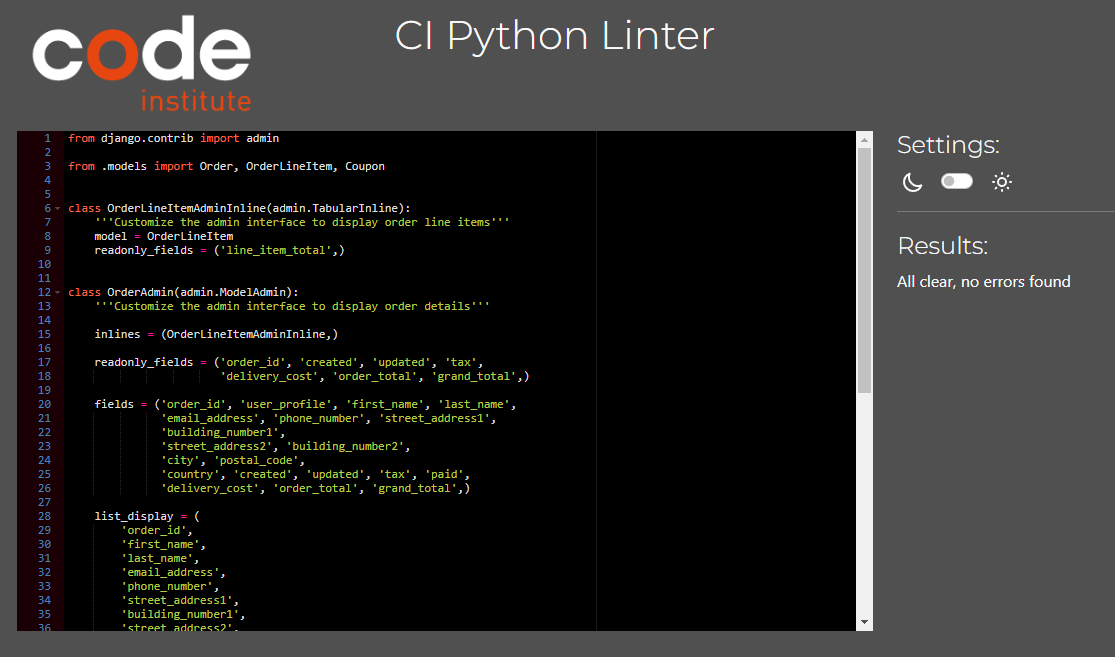 code
institute
CI Python Linter
1 from django.contrib import admin
2
3 from .models import Order, OrderLineItem, Coupon
4
5
6 class OrderLineItemAdminInline(admin.TabularInline):
7     '''Customize the admin interface to display order line items'''
8     model = OrderLineItem
9     readonly_fields = ('line_item_total',)
10
11
12 class OrderAdmin(admin.ModelAdmin):
13     '''Customize the admin interface to display order details'''
14
15     inlines = (OrderLineItemAdminInline,)
16
17     readonly_fields = ('order_id', 'created', 'updated', 'tax',
18                        'delivery_cost', 'order_total', 'grand_total',)
19
20     fields = ('order_id', 'user_profile', 'first_name', 'last_name',
21               'email_address', 'phone_number', 'street_address1',
22               'building_number1',
23               'street_address2', 'building_number2',
24               'city', 'postal_code',
25               'country', 'created', 'updated', 'tax', 'paid',
26               'delivery_cost', 'order_total', 'grand_total',)
27
28     list_display = (
29         'order_id',
30         'first_name',
31         'last_name',
32         'email_address',
33         'phone_number',
34         'street_address1',
35         'building_number1',
36         'street_address2',
Settings:
Results:
All clear, no errors found